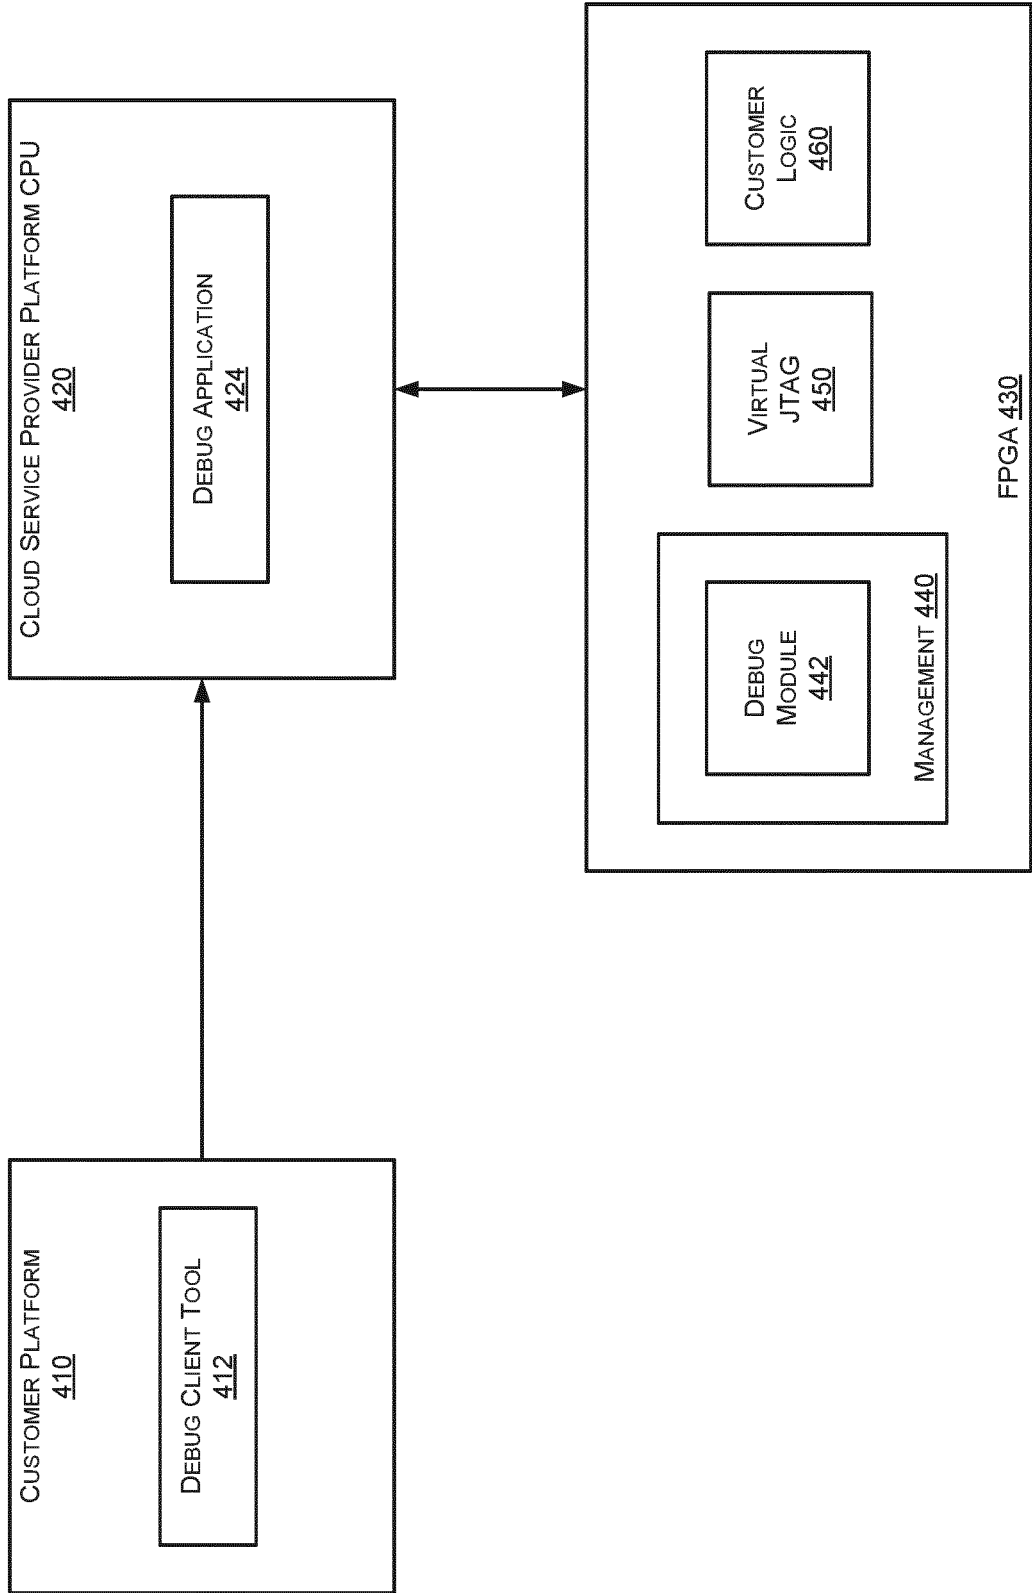 CUSTOMER PLATFORM
410
DEBUG CLIENT TOOL
412
CLOUD SERVICE PROVIDER PLATFORM CPU
420
DEBUG APPLICATION
424
DEBUG
MODULE
442
MANAGEMENT 440
VIRTUAL
JTAG
450
CUSTOMER
LOGIC
460
FPGA 430